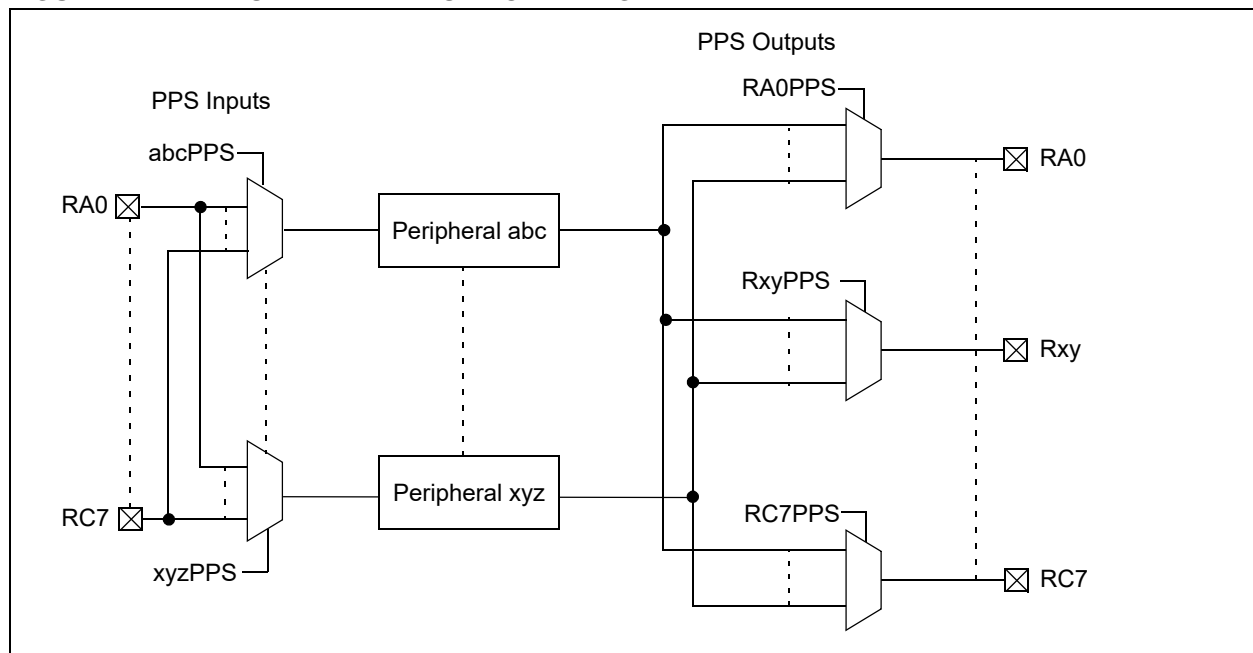 PPS Outputs
RA0PPS
PPS Inputs
abcPPS
RA0
RA0
Peripheral abc
RxyPPS
Rxy
Peripheral xyz
RC7
RC7PPS
xyzPPS
RC7